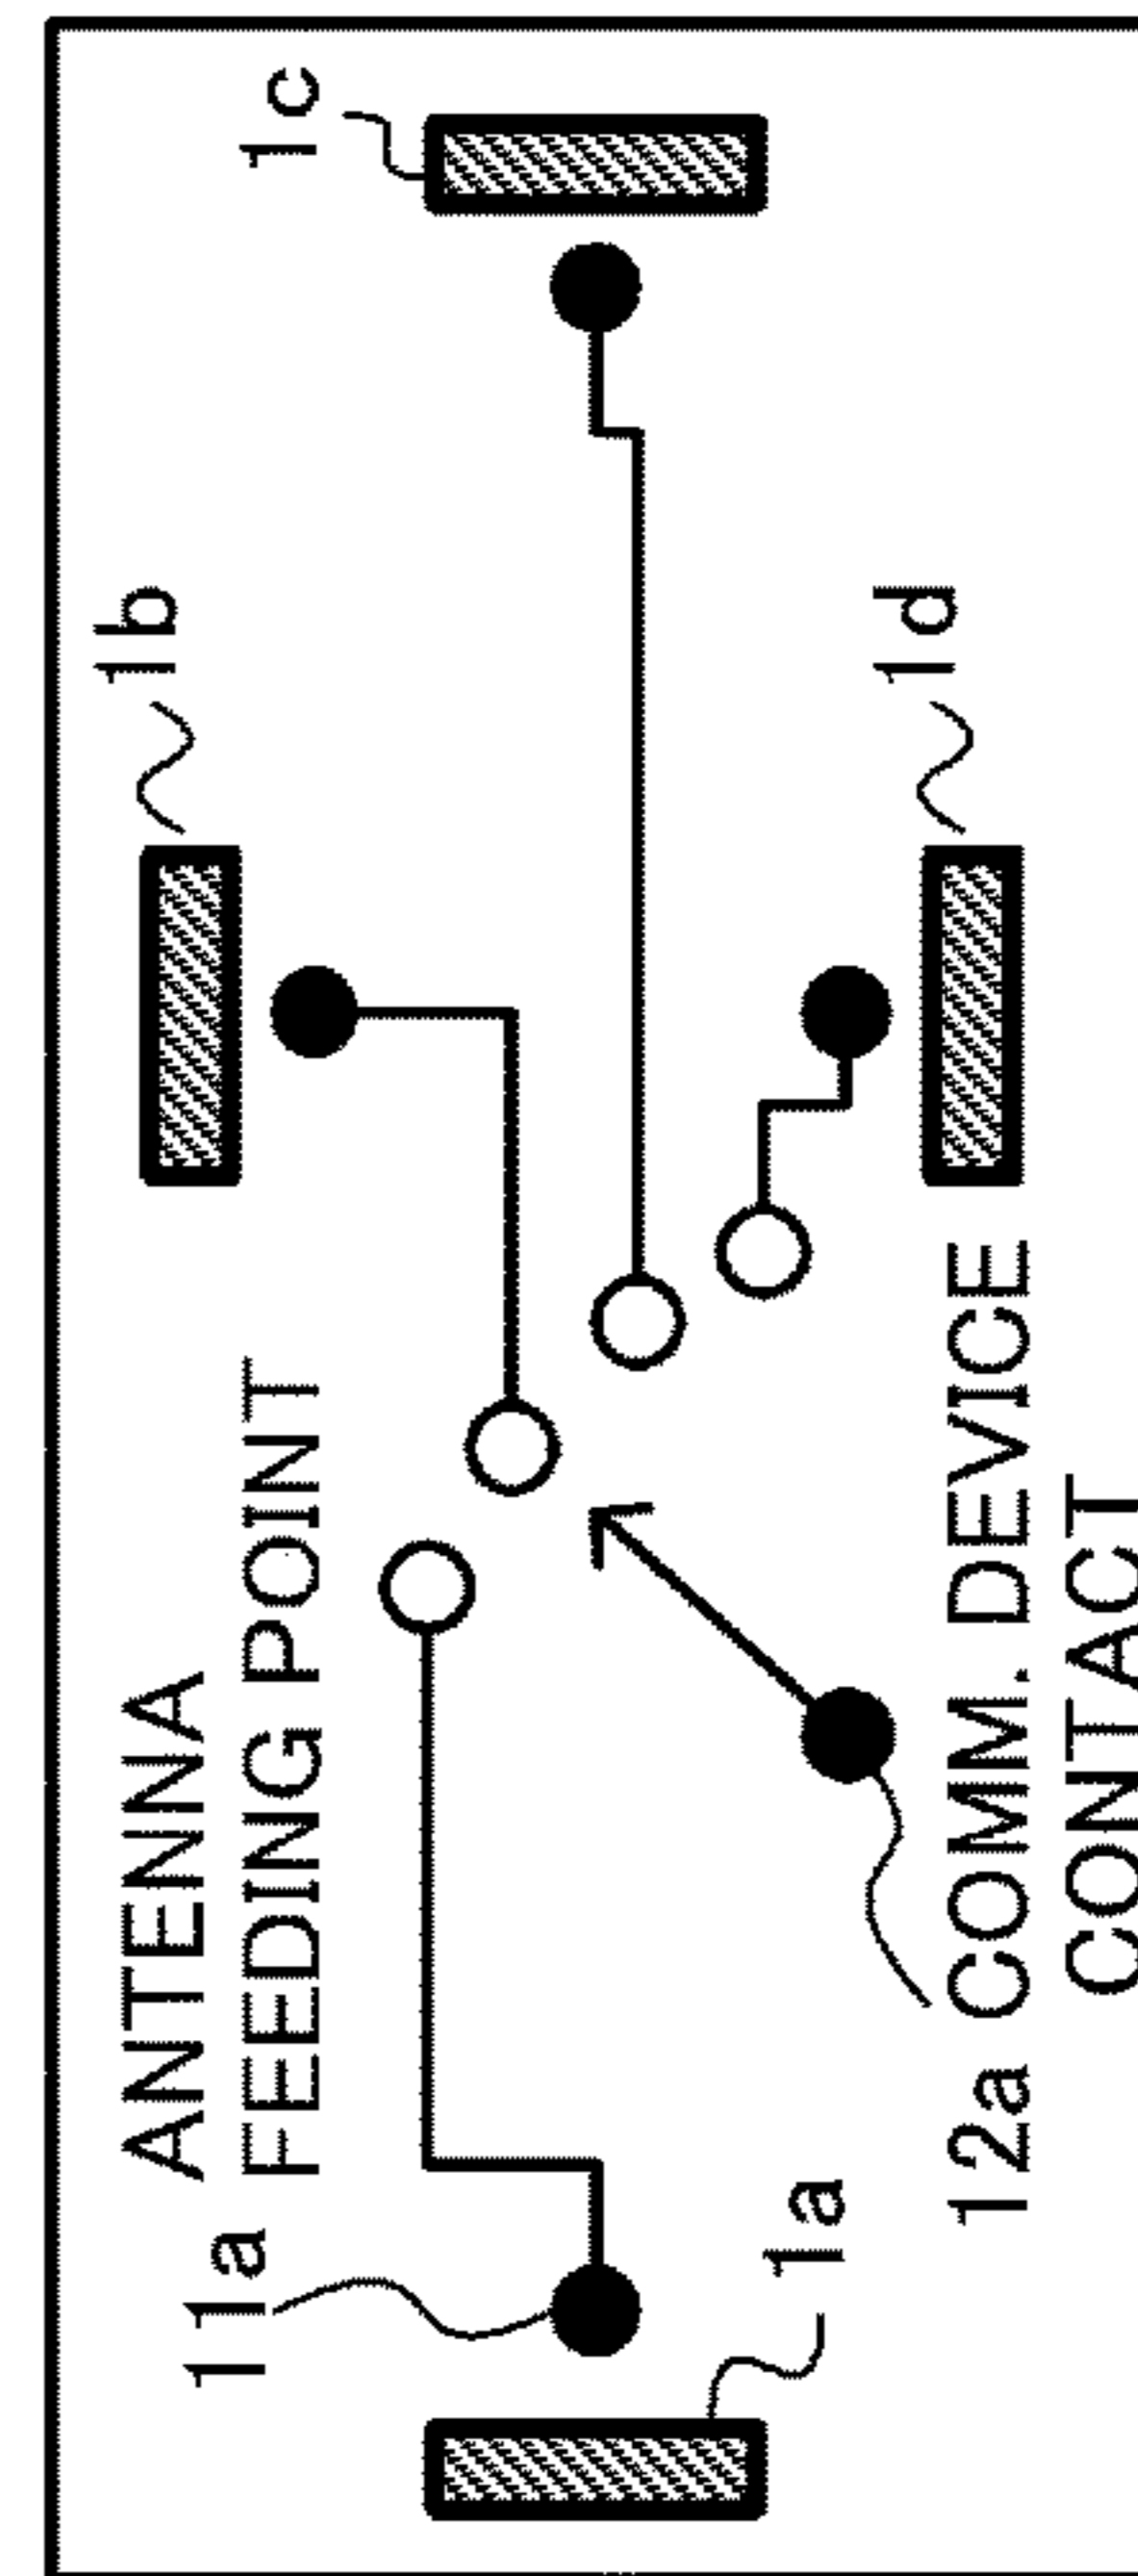 1b
1c
ANTENNA
11a FEEDING POINT
1a
1d
12a COMM. DEVICE
CONTACT